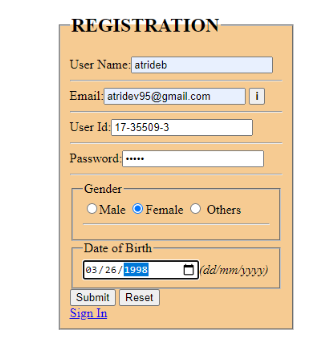 REGISTRATION
User Name: atrideb
Email: atridev95@gmail.com i
User Id: 17-35509-3
Password: •••••
Gender
Male Female Others
Date of Birth
03/26/1998 (dd/mm/yyyy)
Submit Reset
Sign In